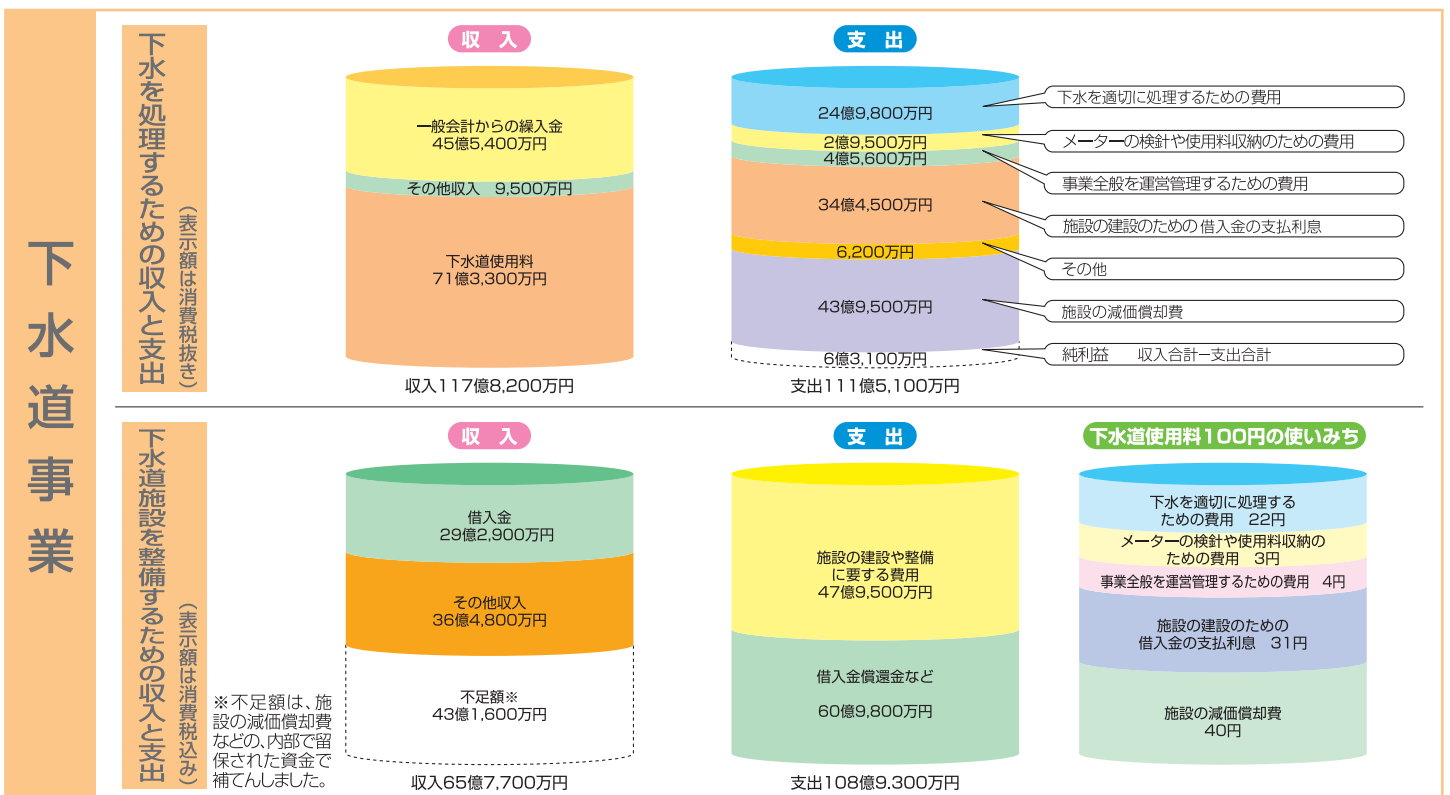 下水道事業
下水を処理するための収入と支出
(表示額は消費税抜き)
収 入
一般会計からの繰入金
45億5,400万円
その他収入 9,500万円
下水道使用料
71億3,300万円
収入117億8,200万円
支 出
24億9,800万円
2億9,500万円
4億5,600万円
34億4,500万円
6,200万円
43億9,500万円
6億3,100万円
支出111億5,100万円
下水を適切に処理するための費用
メーターの検針や使用料収納のための費用
事業全般を運営管理するための費用
施設の建設のための借入金の支払利息
その他
施設の減価償却費
純利益 収入合計−支出合計
下水道施設を整備するための収入と支出
(表示額は消費税込み)
※不足額は、施
設の減価償却費
などの、内部で留
保された資金で
補てんしました。
収 入
借入金
29億2,900万円
その他収入
36億4,800万円
不足額※
43億1,600万円
収入65億7,700万円
支 出
施設の建設や整備
に要する費用
47億9,500万円
借入金償還金など
60億9,800万円
支出108億9.300万円
下水道使用料100円の使いみち
下水を適切に処理する
ための費用 22円
メーターの検針や使用料収納の
ための費用 3円
事業全般を運営管理するための費用 4円
施設の建設のための
借入金の支払利息 31円
施設の減価償却費
40円